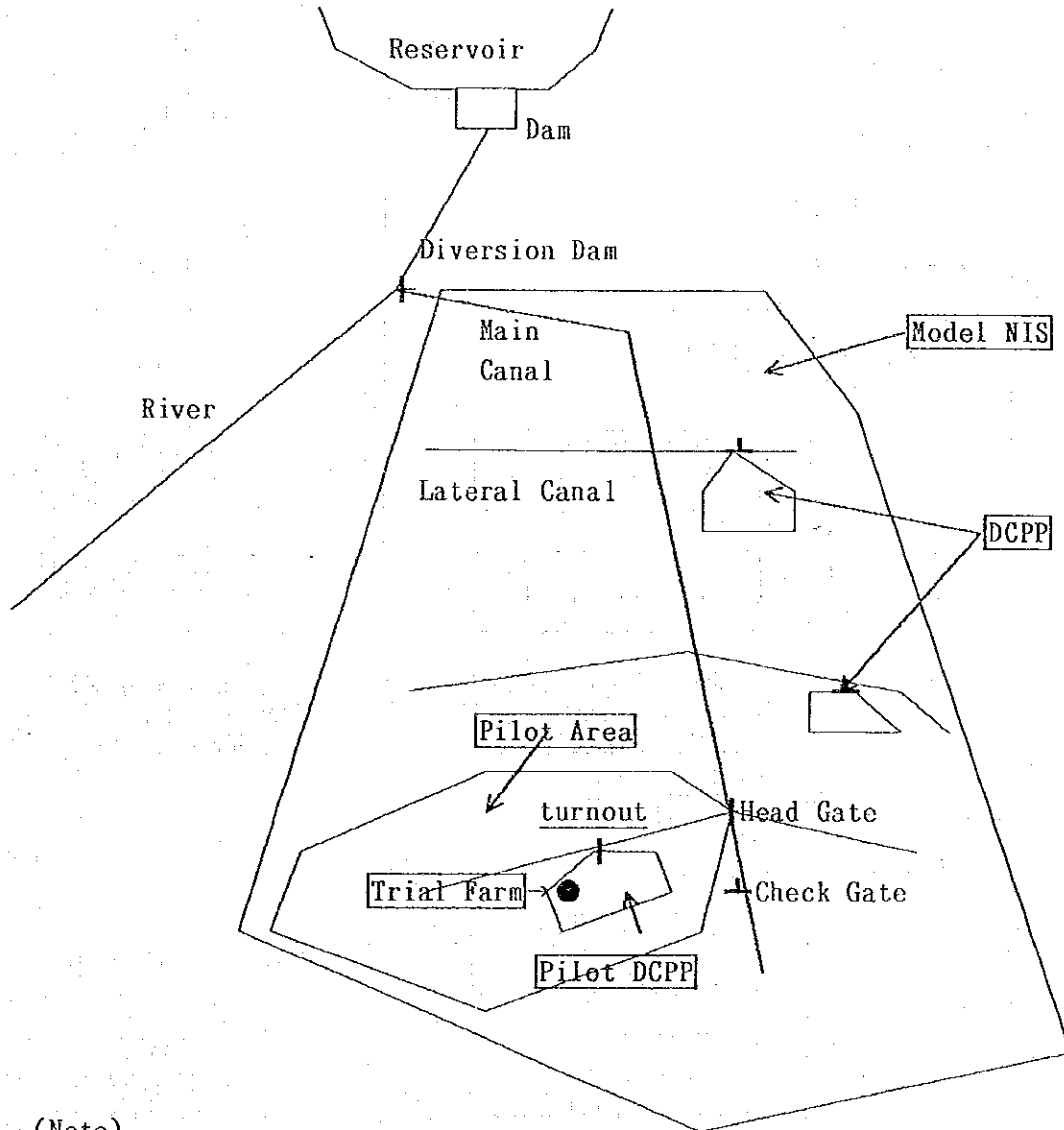 Reservoir
Dam
Diversion Dam
Main
Canal
Model NIS
River
Lateral Canal
DCPP
Pilot Area
turnout
Head Gate
Trial Farm
Check Gate
Pilot DCPP
(Note)